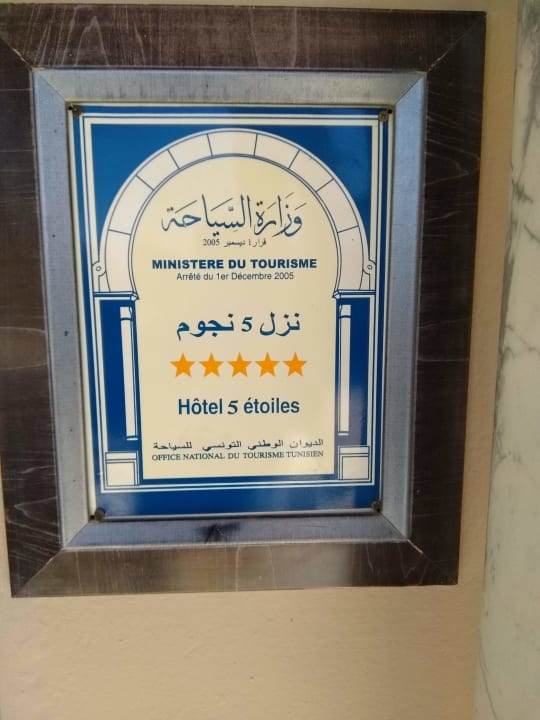 وزارة السياحة
قرار 1 ديسمبر 2005
MINISTERE DU TOURISME
Arrêté du 1er Décembre 2005
نزل 5 نجوم
Hôtel 5 étoiles
الديوان الوطني التونسي للسياحة
OFFICE NATIONAL DU TOURISME TUNISIEN